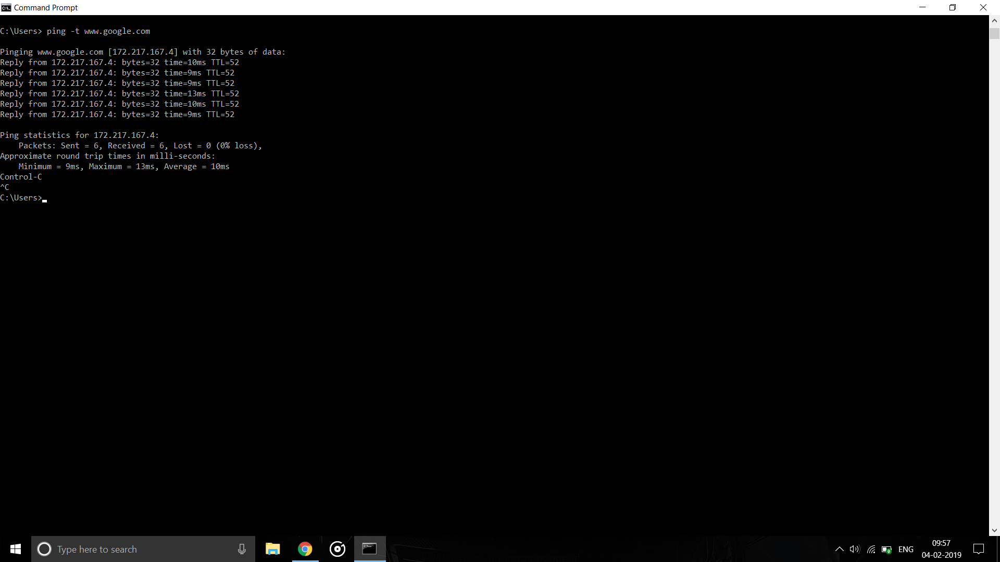 Command Prompt
C:\Users> ping -t www.google.com
Pinging www.google.com [172.217.167.4] with 32 bytes of data:
Reply from 172.217.167.4: bytes=32 time=10ms TTL=52
Reply from 172.217.167.4: bytes=32 time=9ms TTL=52
Reply from 172.217.167.4: bytes=32 time=9ms TTL=52
Reply from 172.217.167.4: bytes=32 time=13ms TTL=52
Reply from 172.217.167.4: bytes=32 time=10ms TTL=52
Reply from 172.217.167.4: bytes=32 time=9ms TTL=52
Ping statistics for 172.217.167.4:
    Packets: Sent = 6, Received = 6, Lost = 0 (0% loss),
Approximate round trip times in milli-seconds:
    Minimum = 9ms, Maximum = 13ms, Average = 10ms
Control-C
^C
C:\Users>
Type here to search
ENG
09:57
04-02-2019